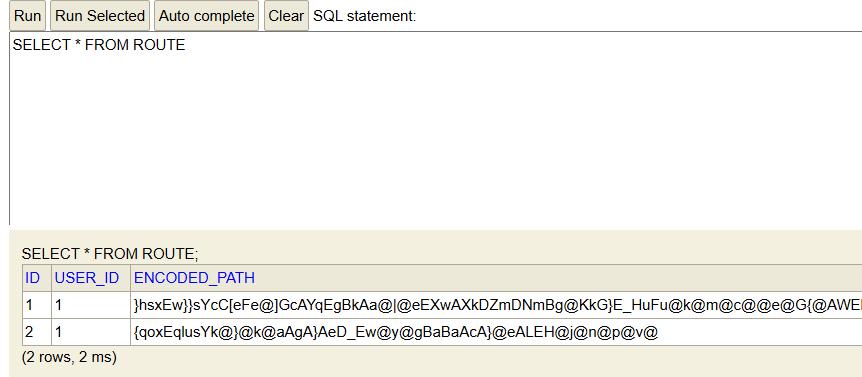 Run Run Selected Auto complete Clear SQL statement:
SELECT * FROM ROUTE
SELECT * FROM ROUTE;
ID USER_ID ENCODED_PATH
1 1 }hsxEw}}sYcC[eFe@]GcAYqEgBkAa@|@eEXwAXkDZmDNmBg@KkG}E_HuFu@k@m@c@@e@G{@AWE
2 1 {qoxEqlusYk@}@k@aAgA}AeD_Ew@y@gBaBaAcA}@eALEH@j@n@p@v@
(2 rows, 2 ms)